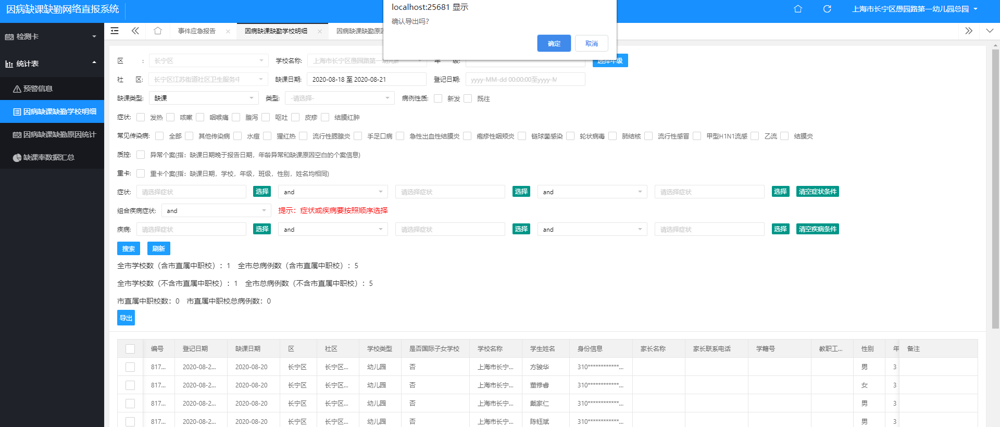 因病缺课缺勤网络直报系统
localhost:25681 显示
确认导出吗?
确定 取消
上海市长宁区愚园路第一幼儿园总园
检测卡
统计表
预警信息
因病缺课缺勤学校明细
因病缺课缺勤原因统计
缺课率数据汇总
事件应急报告 × 因病缺课缺勤学校明细 × 因病缺课缺勤原因
区 : 长宁区 学校名称: 上海市长宁区愚园路第一幼儿园 年 级: 选择年级
社 区: 长宁区江苏街道社区卫生服务中 缺课日期: 2020-08-18 至 2020-08-21 登记日期: yyyy-MM-dd 00:00:00至yyyy-M
缺课类型: 缺课 类型: -请选择- 病例性质: 新发 既往
症状: 发热 咳嗽 咽喉痛 腹泻 呕吐 皮疹 结膜红肿
常见传染病: 全部 其他传染病 水痘 猩红热 流行性腮腺炎 手足口病 急性出血性结膜炎 疱疹性咽颊炎 链球菌感染 轮状病毒 肺结核 流行性感冒 甲型H1N1流感 乙流 结膜炎
质控: 异常个案(指：缺课日期晚于报告日期，年龄异常和缺课原因空白的个案信息)
重卡: 重卡个案(指：缺课日期，学校，年级，班级，性别，姓名均相同)
症状: 请选择症状 选择 and 请选择症状 选择 and 请选择症状 选择 清空症状条件
组合疾病症状: and 提示：症状或疾病要按照顺序选择
疾病: 请选择症状 选择 and 请选择症状 选择 and 请选择症状 选择 清空疾病条件
搜索 刷新
全市学校数（含市直属中职校）：1 全市总病例数（含市直属中职校）：5
全市学校数（不含市直属中职校）：1 全市总病例数（不含市直属中职校）：5
市直属中职校数：0 市直属中职校总病例数：0
导出
编号 登记日期 缺课日期 区 社区 学校类型 是否国际子女学校 学校名称 学生姓名 身份信息 家长名称 家长联系电话 学籍号 教职工... 性别 年 备注
817... 2020-08-2... 2020-08-20 长宁区 长宁区... 幼儿园 否 上海市长宁... 方骏华 310************... 男 3
817... 2020-08-2... 2020-08-20 长宁区 长宁区... 幼儿园 否 上海市长宁... 董修睿 310************... 女 3
817... 2020-08-2... 2020-08-20 长宁区 长宁区... 幼儿园 否 上海市长宁... 戴家仁 310************... 男 3
817... 2020-08-2... 2020-08-20 长宁区 长宁区... 幼儿园 否 上海市长宁... 陈钰斌 310************... 男 3